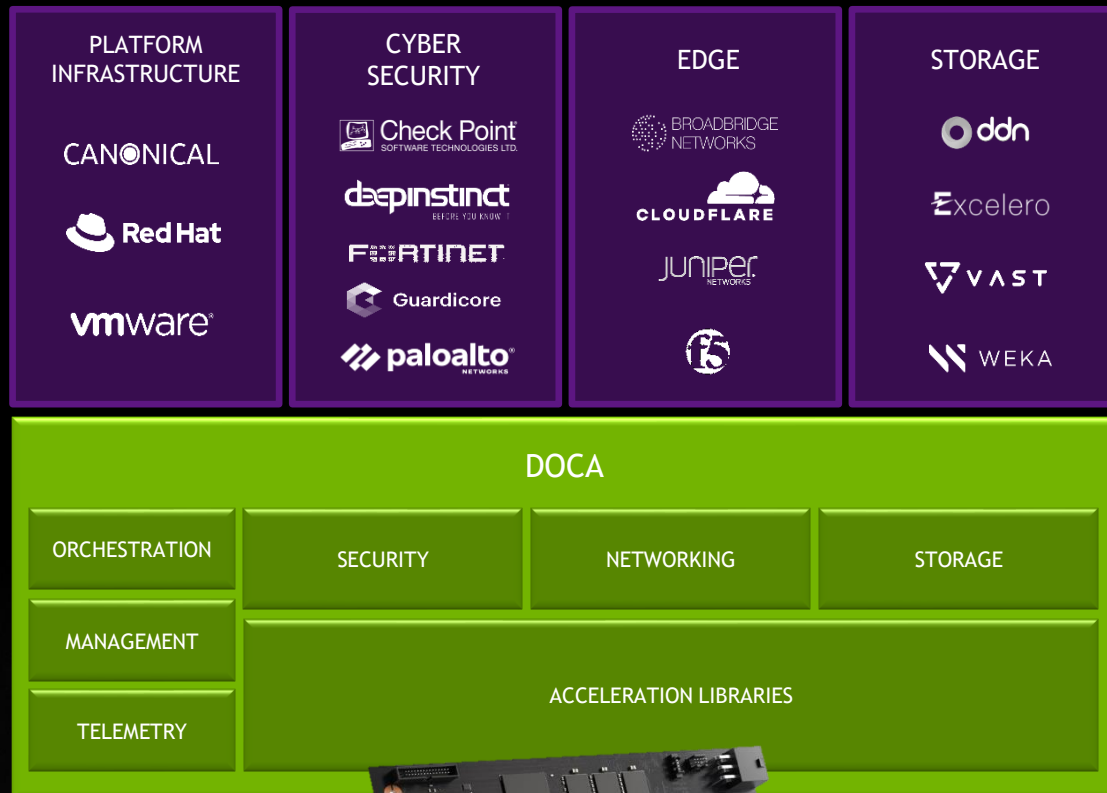 PLATFORM
INFRASTRUCTURE
CANONICAL
Red Hat
vmware®
CYBER
SECURITY
Check Point
SOFTWARE TECHNOLOGIES LTD.
deepinstinct
BEFORE YOU KNOW IT
FORTINET
Guardicore
paloalto®
NETWORKS
EDGE
BROADBRIDGE
NETWORKS
CLOUDFLARE
JUNIPER
NETWORKS
f5
STORAGE
ddn
Excelero
VAST
WEKA
DOCA
ORCHESTRATION
MANAGEMENT
TELEMETRY
SECURITY
NETWORKING
STORAGE
ACCELERATION LIBRARIES